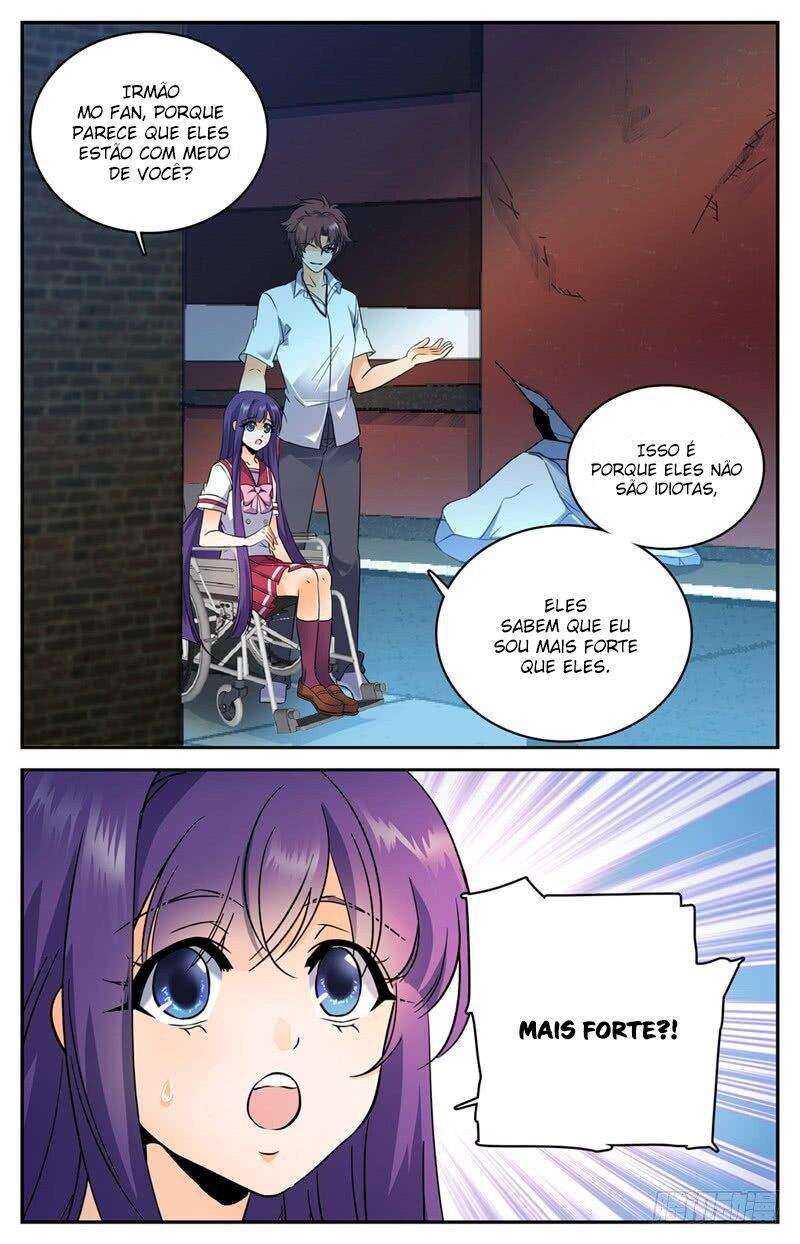 IRMÃO
MO FAN, PORQUE
PARECE QUE ELES
ESTÃO COM MEDO
DE VOCÊ?
ISSO É
PORQUE ELES NÃO
SÃO IDIOTAS,
ELES
SABEM QUE EU
SOU MAIS FORTE
QUE ELES.
MAIS FORTE?!